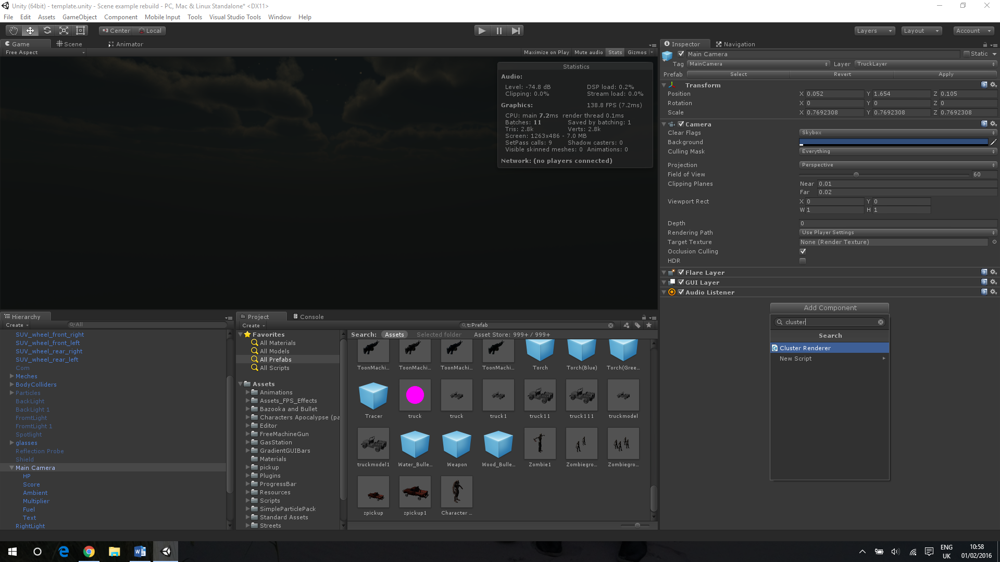 Unity (64bit) - template.unity - Scene example rebuild - PC, Mac & Linux Standalone* <DX11>
File Edit Assets GameObject Component Mobile Input Tools Visual Studio Tools Window Help
Center Local
Layers Layout Account
Game Scene Animator
Free Aspect
Maximize on Play Mute audio Stats Gizmos
Statistics
Audio:
Level: -74.8 dB DSP load: 0.2%
Clipping: 0.0% Stream load: 0.0%
Graphics: 138.8 FPS (7.2ms)
CPU: main 7.2ms render thread 0.1ms
Batches: 11 Saved by batching: 1
Tris: 2.8k Verts: 2.8k
Screen: 1263x486 - 7.0 MB
SetPass calls: 9 Shadow casters: 0
Visible skinned meshes: 0 Animations: 0
Network: (no players connected)
Inspector Navigation
Main Camera Static
Tag MainCamera Layer TruckLayer
Prefab Select Revert Apply
Transform
Position X 0.052 Y 1.654 Z 0.105
Rotation X 0 Y 0 Z 0
Scale X 0.7692308 Y 0.7692308 Z 0.7692308
Camera
Clear Flags Skybox
Background
Culling Mask Everything
Projection Perspective
Field of View 60
Clipping Planes Near 0.01
Far 0.02
Viewport Rect X 0 Y 0
W 1 H 1
Depth 0
Rendering Path Use Player Settings
Target Texture None (Render Texture)
Occlusion Culling
HDR
Flare Layer
GUI Layer
Audio Listener
Add Component
cluster
Search
Cluster Renderer
New Script
Hierarchy
Create All
SUV_wheel_front_right
SUV_wheel_front_left
SUV_wheel_rear_right
SUV_wheel_rear_left
Com
Meches
BodyColliders
Particles
BackLight
BackLight 1
FromtLight
FromtLight 1
Spotlight
glasses
Reflection Probe
Shield
Main Camera
HP
Score
Ambient
Multiplier
Fuel
Text
RightLight
Project Console
Create t:Prefab
Favorites
All Materials
All Models
All Prefabs
All Scripts
Assets
Animations
Assets_FPS_Effects
Bazooka and Bullet
Characters Apocalypse (pa
Editor
FreeMachineGun
GasStation
GradientGUIBars
Materials
pickup
Plugins
ProgressBar
Resources
Scripts
SimpleParticlePack
Standard Assets
Streets
Search: Assets Selected folder Asset Store: 999+ / 999+
ToonMachi... ToonMachi... ToonMachi... ToonMachi... Torch Torch(Blue) Torch(Gree...
Tracer truck truck truck1 truck11 truck111 truckmodel
truckmodel1 Water_Bulle... Weapon Wood_Bulle... Zombie1 Zombiegro... Zombiegro...
zpickup zpickup1 Character ...
ENG
UK
10:58
01/02/2016